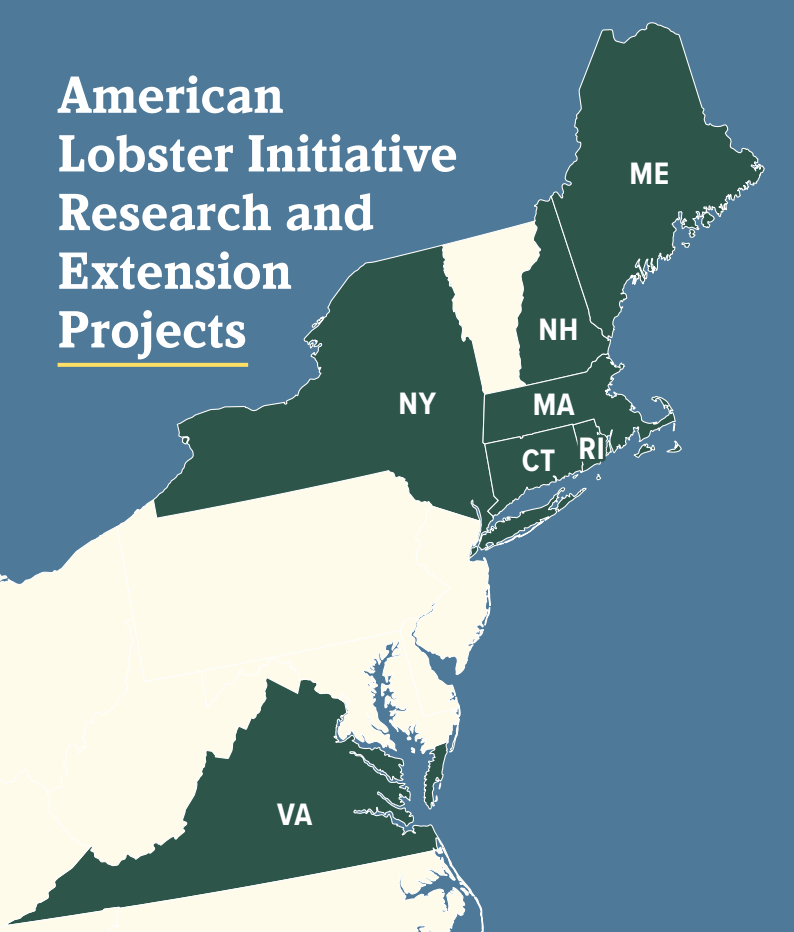 American
Lobster Initiative
Research and
Extension
Projects
ME
NH
NY
MA
RI
CT
VA